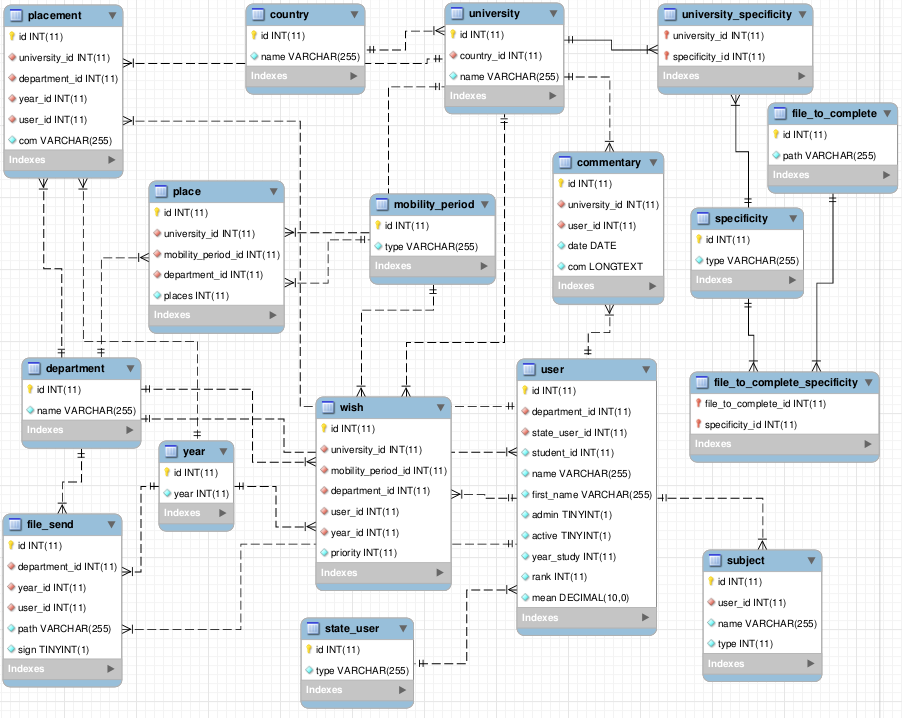 placement
id INT(11)
university_id INT(11)
department_id INT(11)
year_id INT(11)
user_id INT(11)
com VARCHAR(255)
Indexes
country
id INT(11)
name VARCHAR(255)
Indexes
university
id INT(11)
country_id INT(11)
name VARCHAR(255)
Indexes
university_specificity
university_id INT(11)
specificity_id INT(11)
Indexes
file_to_complete
id INT(11)
path VARCHAR(255)
Indexes
place
id INT(11)
university_id INT(11)
mobility_period_id INT(11)
department_id INT(11)
places INT(11)
Indexes
mobility_period
id INT(11)
type VARCHAR(255)
Indexes
commentary
id INT(11)
university_id INT(11)
user_id INT(11)
date DATE
com LONGTEXT
Indexes
specificity
id INT(11)
type VARCHAR(255)
Indexes
department
id INT(11)
name VARCHAR(255)
Indexes
year
id INT(11)
year INT(11)
Indexes
wish
id INT(11)
university_id INT(11)
mobility_period_id INT(11)
department_id INT(11)
user_id INT(11)
year_id INT(11)
priority INT(11)
Indexes
user
id INT(11)
department_id INT(11)
state_user_id INT(11)
student_id INT(11)
name VARCHAR(255)
first_name VARCHAR(255)
admin TINYINT(1)
active TINYINT(1)
year_study INT(11)
rank INT(11)
mean DECIMAL(10,0)
Indexes
file_to_complete_specificity
file_to_complete_id INT(11)
specificity_id INT(11)
Indexes
file_send
id INT(11)
department_id INT(11)
year_id INT(11)
user_id INT(11)
path VARCHAR(255)
sign TINYINT(1)
Indexes
state_user
id INT(11)
type VARCHAR(255)
Indexes
subject
id INT(11)
user_id INT(11)
name VARCHAR(255)
type INT(11)
Indexes